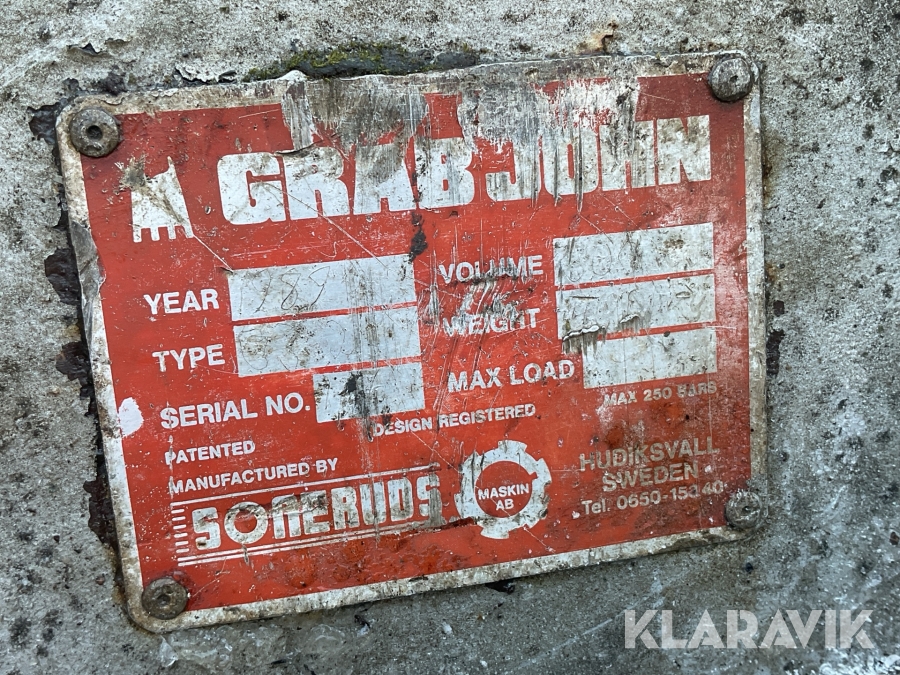 GRAB JOHN
YEAR
TYPE
SERIAL NO.
VOLUME
WEIGHT
MAX LOAD
MAX 250 BARS
DESIGN REGISTERED
PATENTED
MANUFACTURED BY
SONERUDS
MASKIN
AB
HUDIKSVALL
SWEDEN
Tel. 0650-15040
KLARAVIK